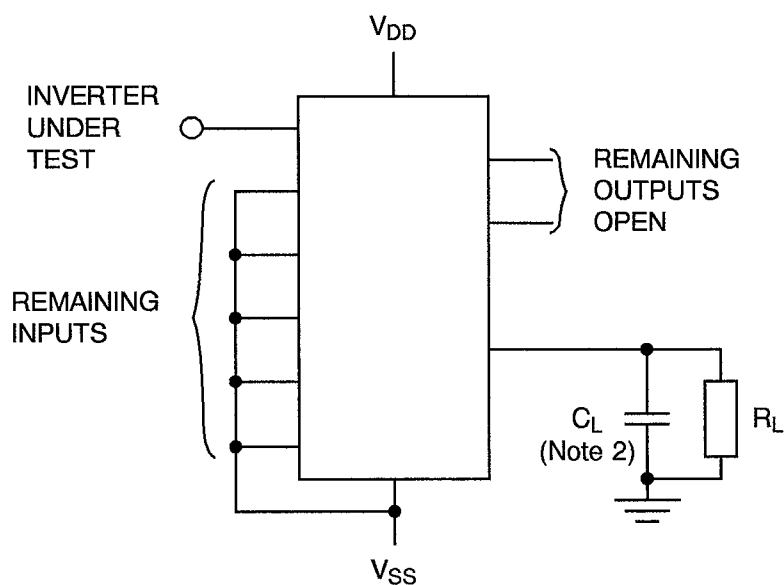 VDD
INVERTER
UNDER
TEST
REMAINING
OUTPUTS
OPEN
REMAINING
INPUTS
CL
(Note 2)
RL
VSS